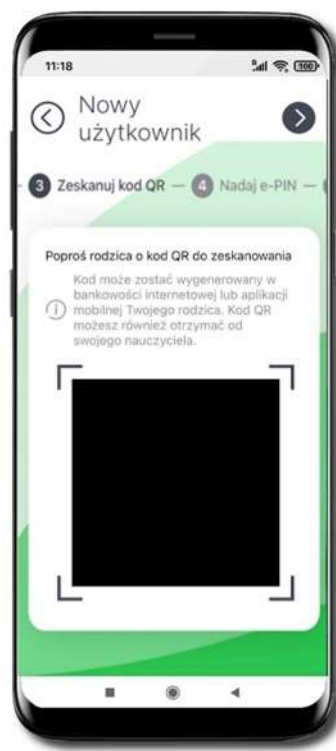 11:18
100
Nowy
użytkownik
3 Zeskanuj kod QR — 4 Nadaj e-PIN —
Poproś rodzica o kod QR do zeskanowania
Kod może zostać wygenerowany w
bankowości internetowej lub aplikacji
mobilnej Twojego rodzica. Kod QR
możesz również otrzymać od
swojego nauczyciela.